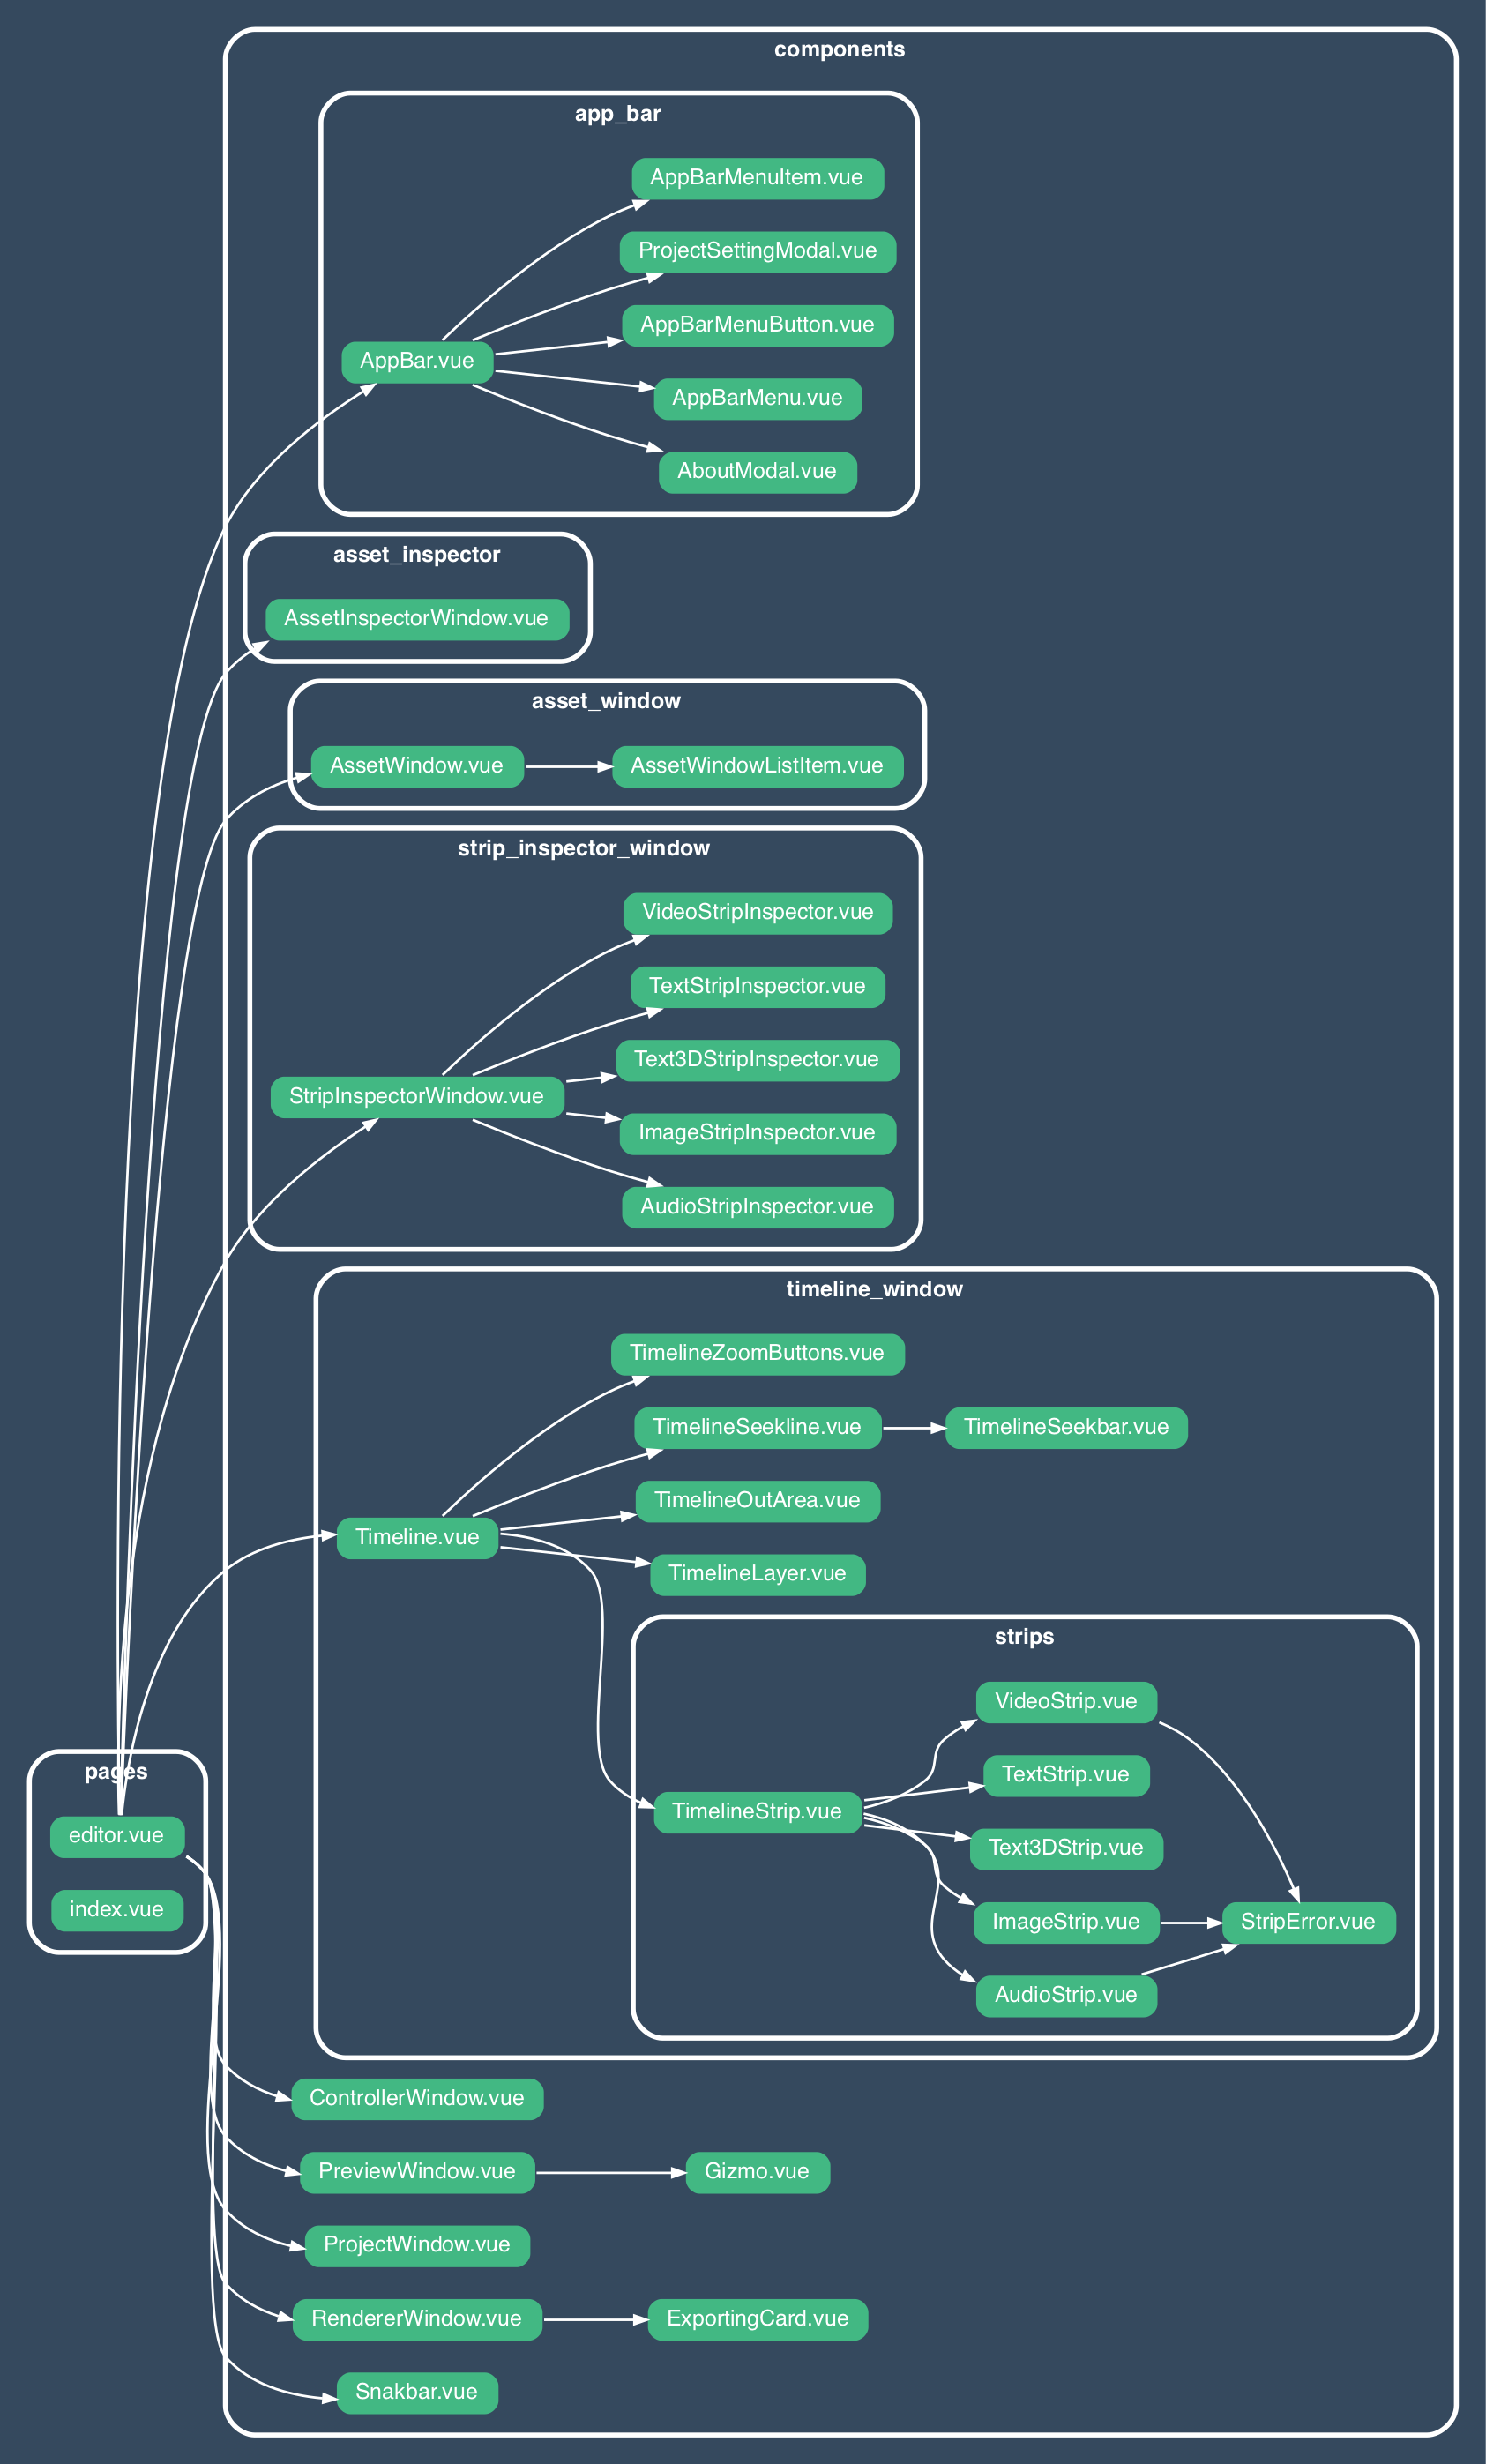 components
app_bar
AppBarMenuItem.vue
ProjectSettingModal.vue
AppBarMenuButton.vue
AppBar.vue
AppBarMenu.vue
AboutModal.vue
asset_inspector
AssetInspectorWindow.vue
asset_window
AssetWindow.vue
AssetWindowListItem.vue
strip_inspector_window
VideoStripInspector.vue
TextStripInspector.vue
Text3DStripInspector.vue
StripInspectorWindow.vue
ImageStripInspector.vue
AudioStripInspector.vue
timeline_window
TimelineZoomButtons.vue
TimelineSeekline.vue
TimelineSeekbar.vue
TimelineOutArea.vue
Timeline.vue
TimelineLayer.vue
strips
VideoStrip.vue
TextStrip.vue
TimelineStrip.vue
Text3DStrip.vue
ImageStrip.vue
StripError.vue
AudioStrip.vue
pages
editor.vue
index.vue
ControllerWindow.vue
PreviewWindow.vue
Gizmo.vue
ProjectWindow.vue
RendererWindow.vue
ExportingCard.vue
Snakbar.vue